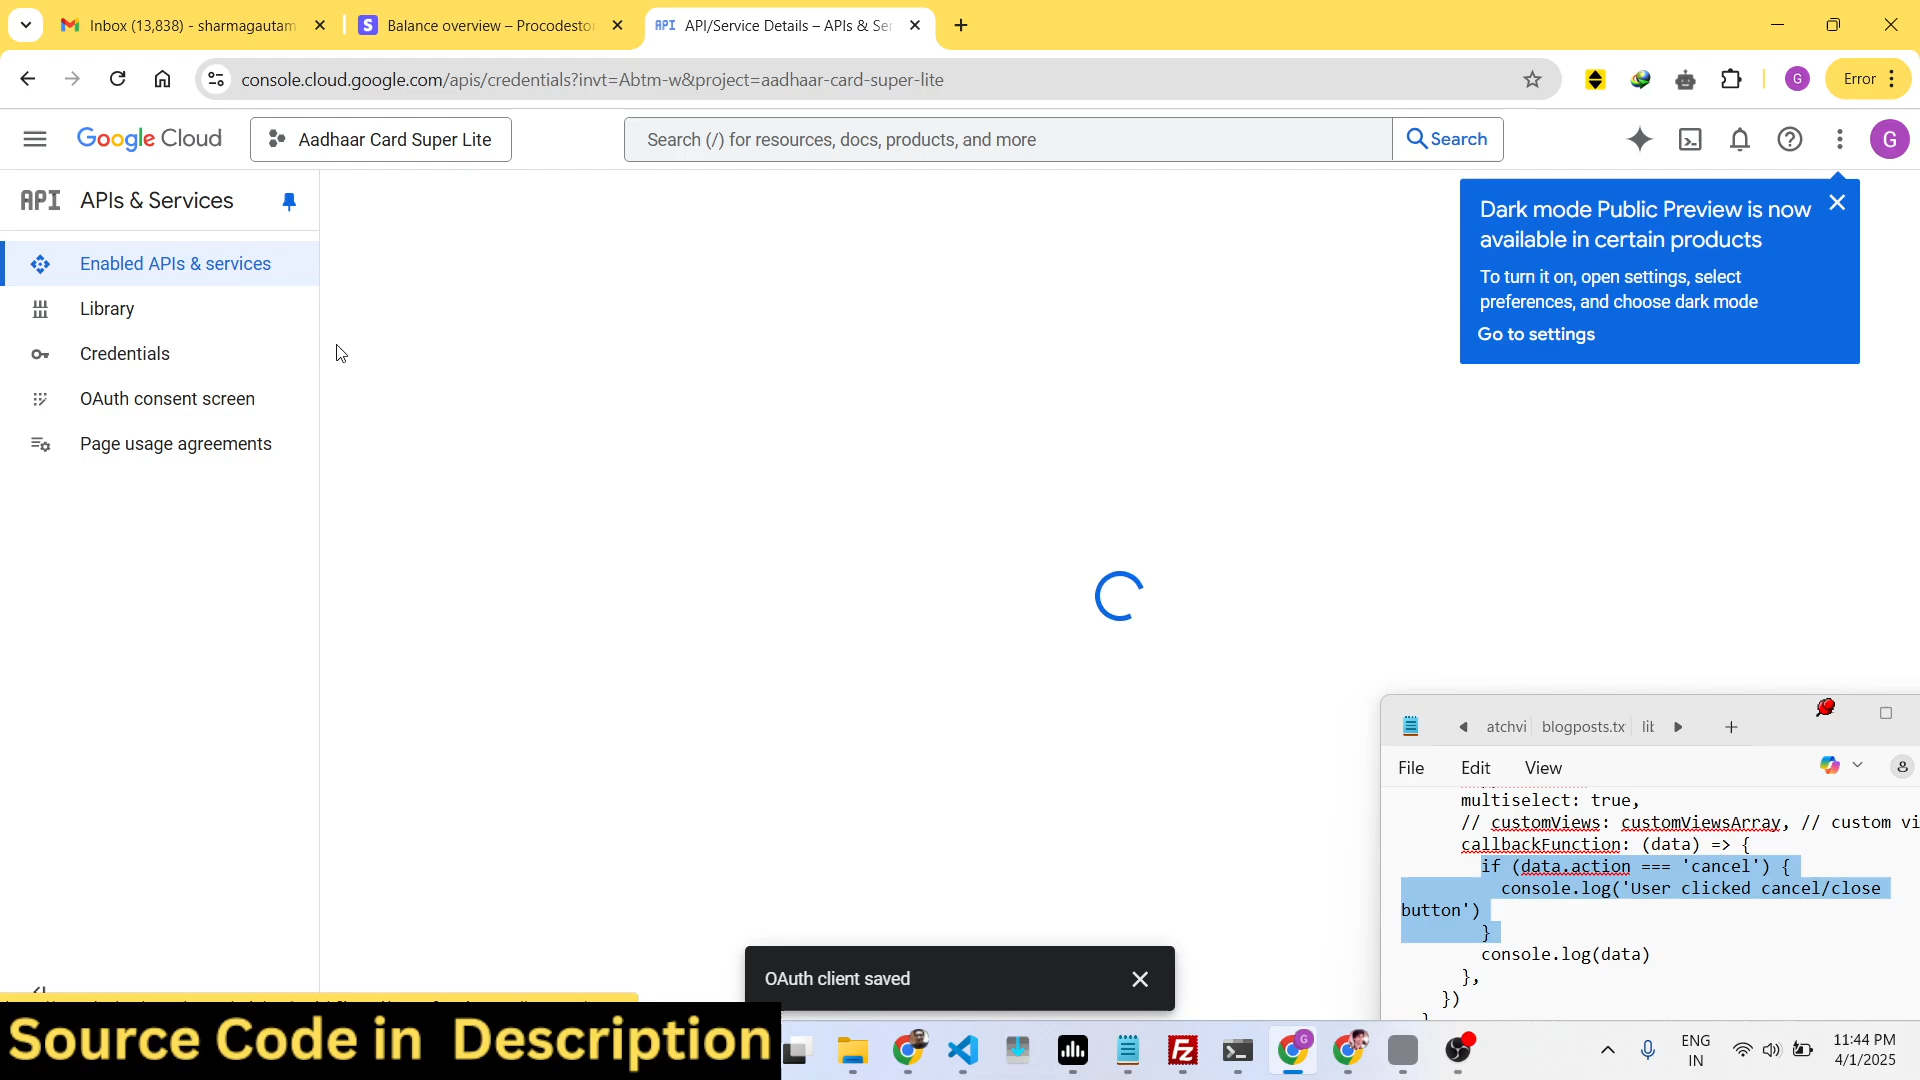 Inbox (13,838) - sharmagautam
Balance overview – Procodestor
API API/Service Details – APIs & Ser
console.cloud.google.com/apis/credentials?invt=Abtm-w&project=aadhaar-card-super-lite
G
Error
Google Cloud
Aadhaar Card Super Lite
Search (/) for resources, docs, products, and more
Search
G
API APIs & Services
Enabled APIs & services
Library
Credentials
OAuth consent screen
Page usage agreements
Dark mode Public Preview is now
available in certain products
To turn it on, open settings, select
preferences, and choose dark mode
Go to settings
atchvi
blogposts.tx
lit
File
Edit
View
multiselect: true,
// customViews: customViewsArray, // custom vi
callbackFunction: (data) => {
if (data.action === 'cancel') {
console.log('User clicked cancel/close
button')
}
console.log(data)
},
})
OAuth client saved
Source Code in Description
ENG
IN
11:44 PM
4/1/2025